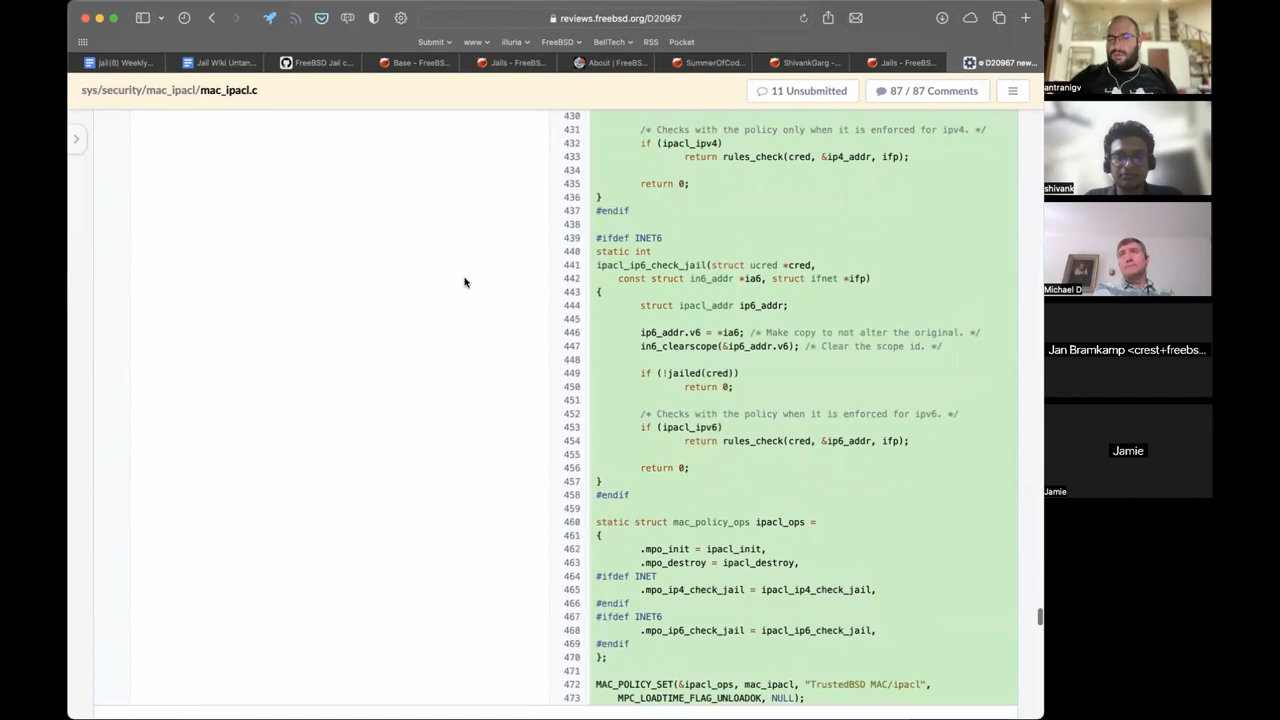 reviews.freebsd.org/D20967
Submit www illuria FreeBSD BellTech RSS Pocket
jail(8) Weekly... Jail Wiki Untan... FreeBSD Jail c... Base - FreeBS... Jails - FreeBS... About | FreeBS... SummerOfCod... ShivankGarg -... Jails - FreeBS... D20967 new...
sys/security/mac_ipacl/mac_ipacl.c
11 Unsubmitted
87 / 87 Comments
430
431 /* Checks with the policy only when it is enforced for ipv4. */
432 if (ipacl_ipv4)
433 return rules_check(cred, &ip4_addr, ifp);
434
435 return 0;
436 }
437 #endif
438
439 #ifdef INET6
440 static int
441 ipacl_ip6_check_jail(struct ucred *cred,
442 const struct in6_addr *ia6, struct ifnet *ifp)
443 {
444 struct ipacl_addr ip6_addr;
445
446 ip6_addr.v6 = *ia6; /* Make copy to not alter the original. */
447 in6_clearscope(&ip6_addr.v6); /* Clear the scope id. */
448
449 if (!jailed(cred))
450 return 0;
451
452 /* Checks with the policy when it is enforced for ipv6. */
453 if (ipacl_ipv6)
454 return rules_check(cred, &ip6_addr, ifp);
455
456 return 0;
457 }
458 #endif
459
460 static struct mac_policy_ops ipacl_ops =
461 {
462 .mpo_init = ipacl_init,
463 .mpo_destroy = ipacl_destroy,
464 #ifdef INET
465 .mpo_ip4_check_jail = ipacl_ip4_check_jail,
466 #endif
467 #ifdef INET6
468 .mpo_ip6_check_jail = ipacl_ip6_check_jail,
469 #endif
470 };
471
472 MAC_POLICY_SET(&ipacl_ops, mac_ipacl, "TrustedBSD MAC/ipacl",
473 MPC_LOADTIME_FLAG_UNLOADOK, NULL);
antranigv
shivank
Michael D
Jan Bramkamp <crest+freebs...
Jamie
Jamie